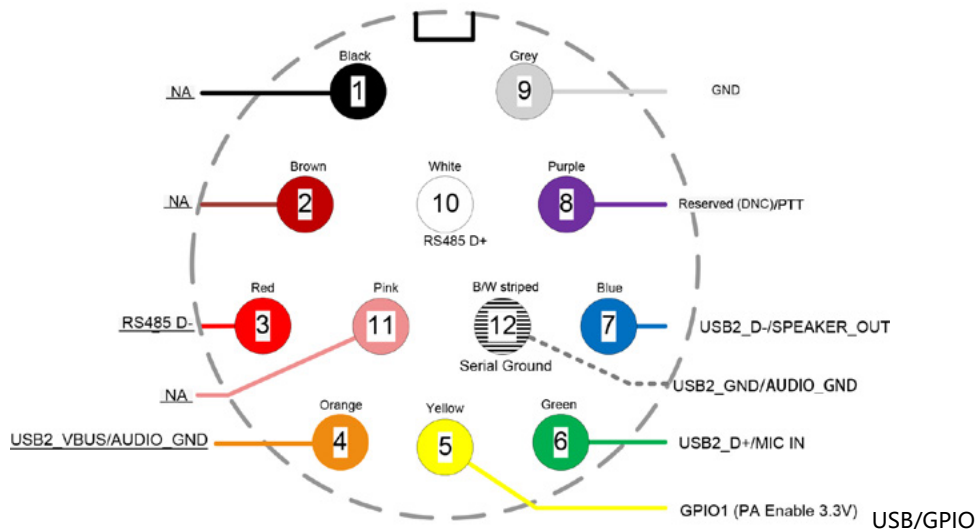 Black
Grey
1
9
NA
GND
Brown
White
Purple
2
10
8
NA
Reserved (DNC)/PTT
RS485 D+
Red
Pink
B/W striped
Blue
RS485 D-
3
11
12
7
USB2_D-/SPEAKER_OUT
Serial Ground
NA
USB2_GND/AUDIO_GND
Orange
Yellow
Green
USB2_VBUS/AUDIO_GND
4
5
6
USB2_D+/MIC IN
GPIO1 (PA Enable 3.3V)
USB/GPIO